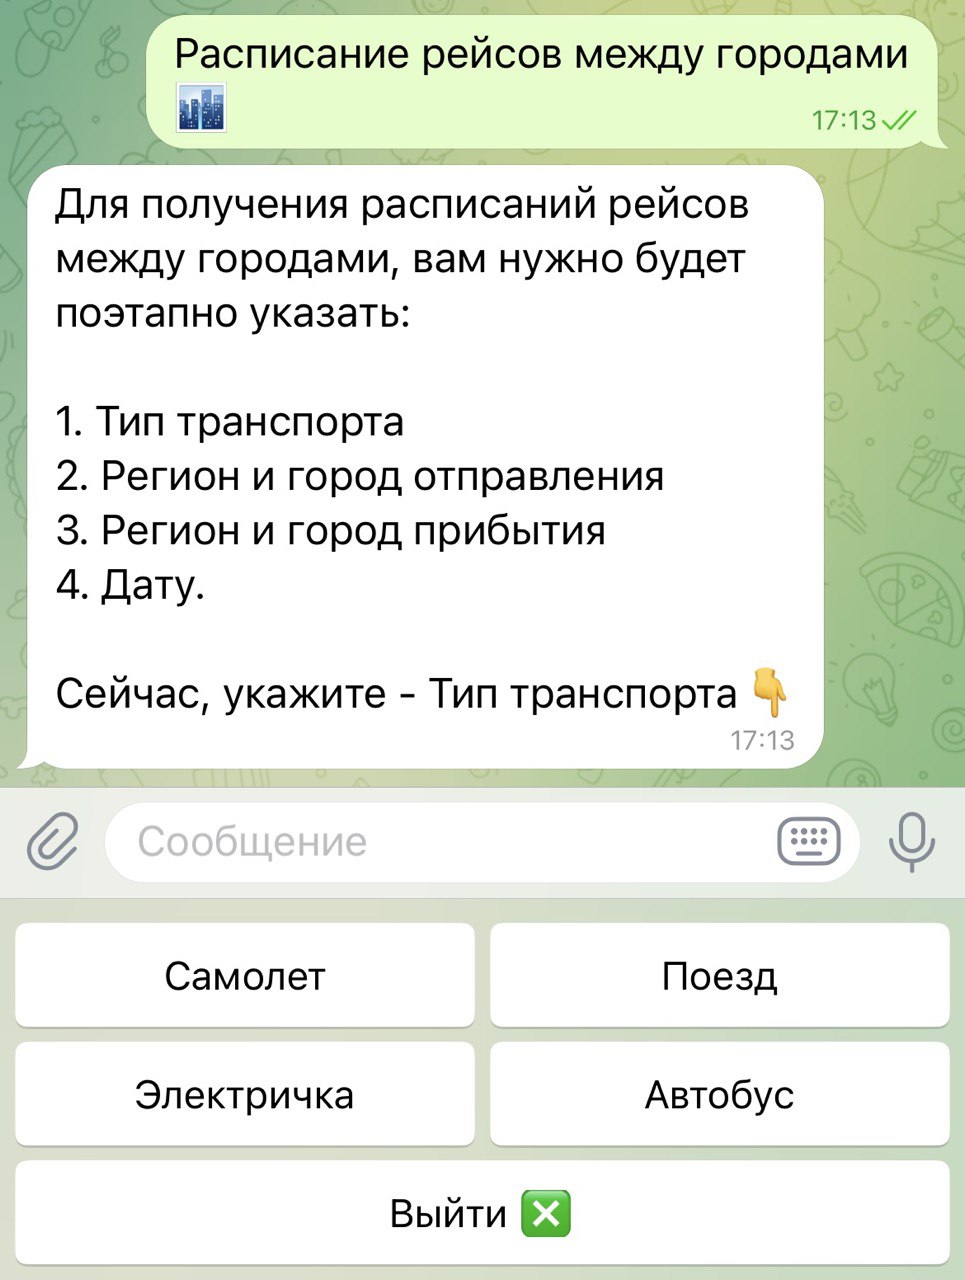 Расписание рейсов между городами
🏙
17:13
Для получения расписаний рейсов
между городами, вам нужно будет
поэтапно указать:
1. Тип транспорта
2. Регион и город отправления
3. Регион и город прибытия
4. Дату.
Сейчас, укажите - Тип транспорта 👇
17:13
Сообщение
Самолет
Поезд
Электричка
Автобус
Выйти ❎